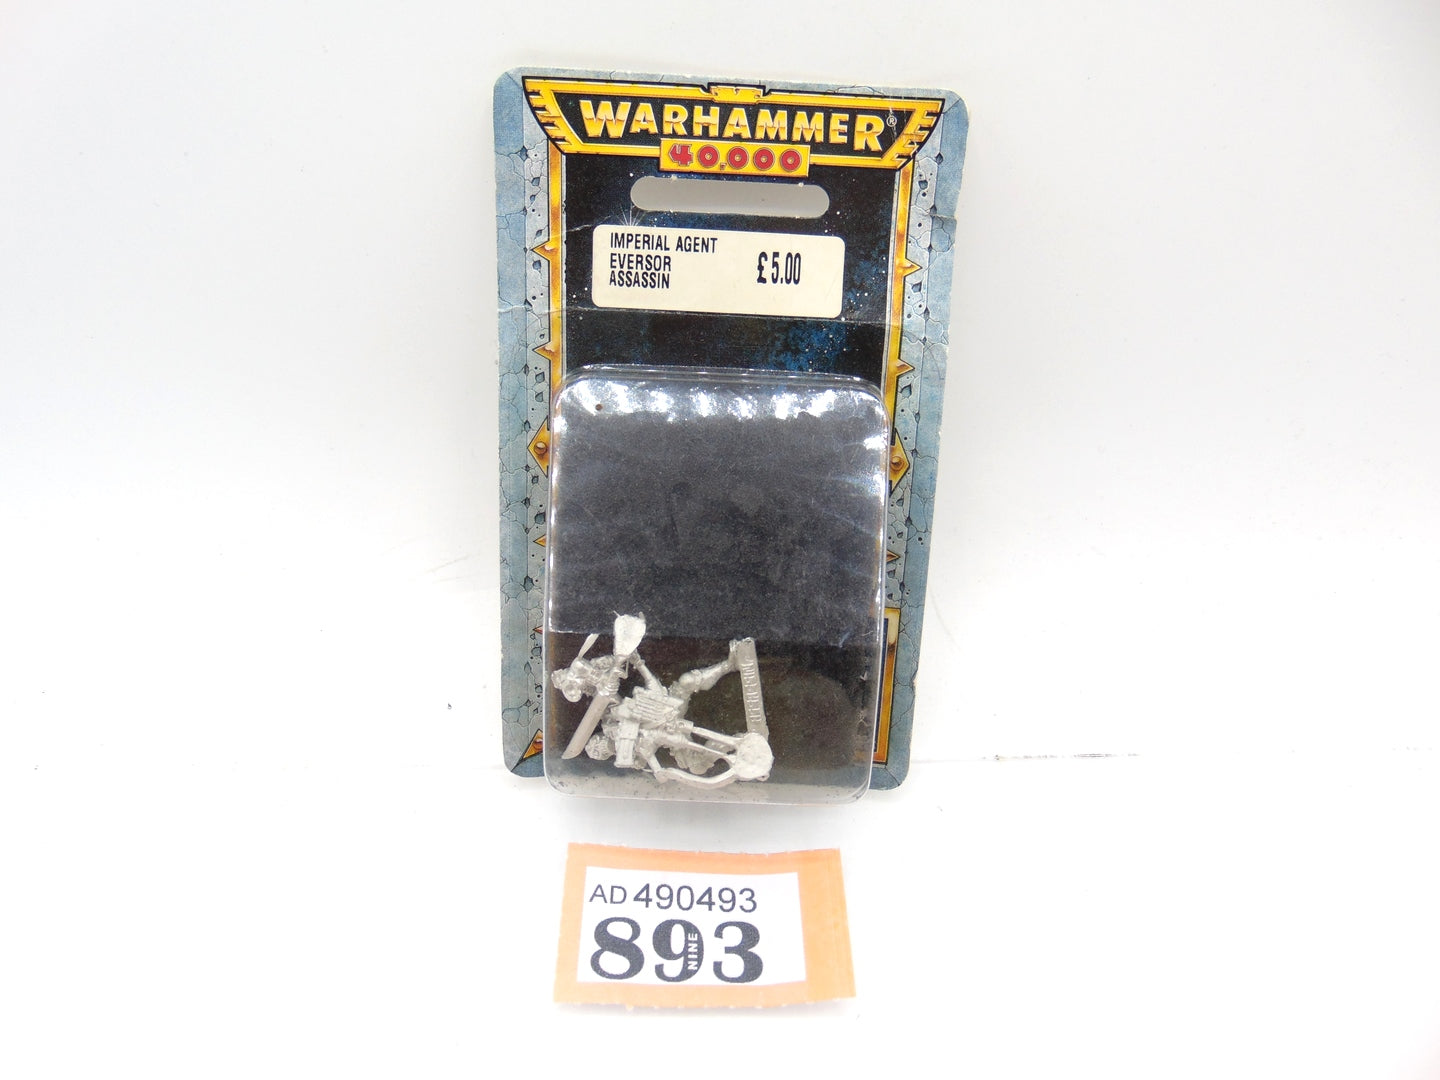 WARHAMMER®
40,000
IMPERIAL AGENT
EVERSOR
ASSASSIN
£5.00
AD 490493
893
NINE